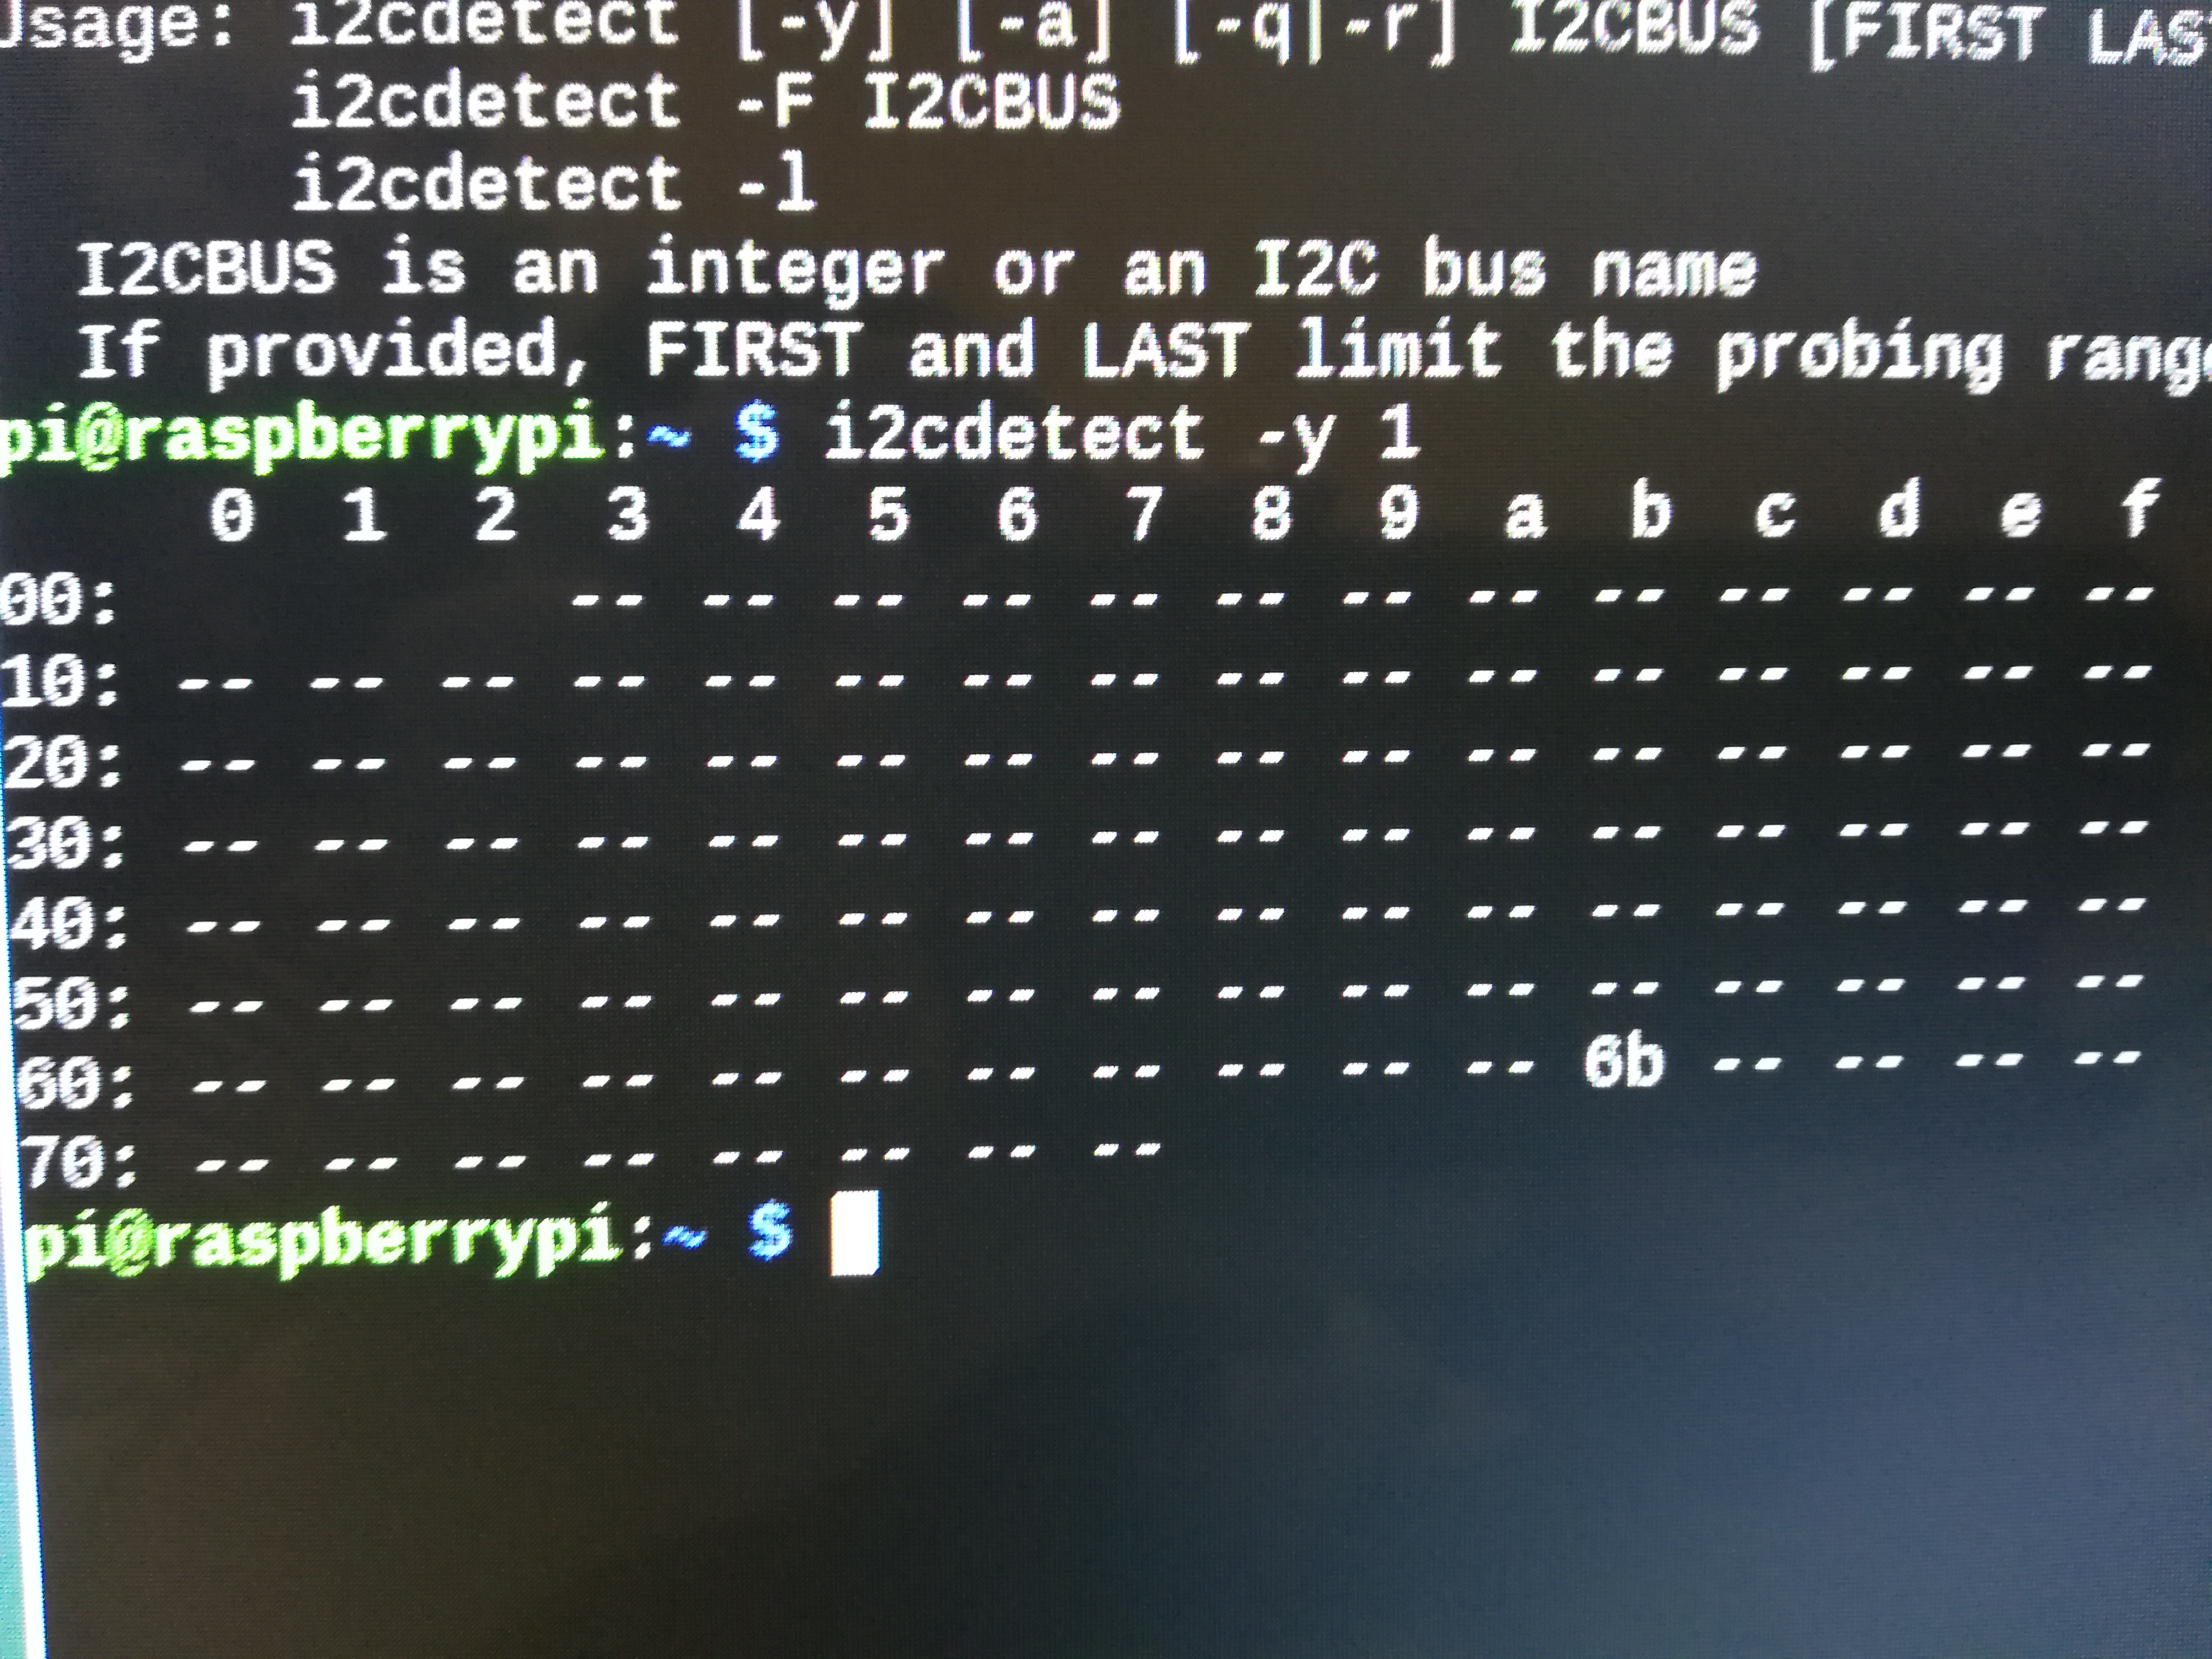 Usage: i2cdetect [-y] [-a] [-q|-r] I2CBUS [FIRST LAS
i2cdetect -F I2CBUS
i2cdetect -l
I2CBUS is an integer or an I2C bus name
If provided, FIRST and LAST limit the probing range
pi@raspberrypi:~ $ i2cdetect -y 1
0 1 2 3 4 5 6 7 8 9 a b c d e f
00: -- -- -- -- -- -- -- -- -- -- -- -- --
10: -- -- -- -- -- -- -- -- -- -- -- -- -- -- -- --
20: -- -- -- -- -- -- -- -- -- -- -- -- -- -- -- --
30: -- -- -- -- -- -- -- -- -- -- -- -- -- -- -- --
40: -- -- -- -- -- -- -- -- -- -- -- -- -- -- -- --
50: -- -- -- -- -- -- -- -- -- -- -- -- -- -- -- --
60: -- -- -- -- -- -- -- -- -- -- -- 6b -- -- -- --
70: -- -- -- -- -- -- -- --
pi@raspberrypi:~ $